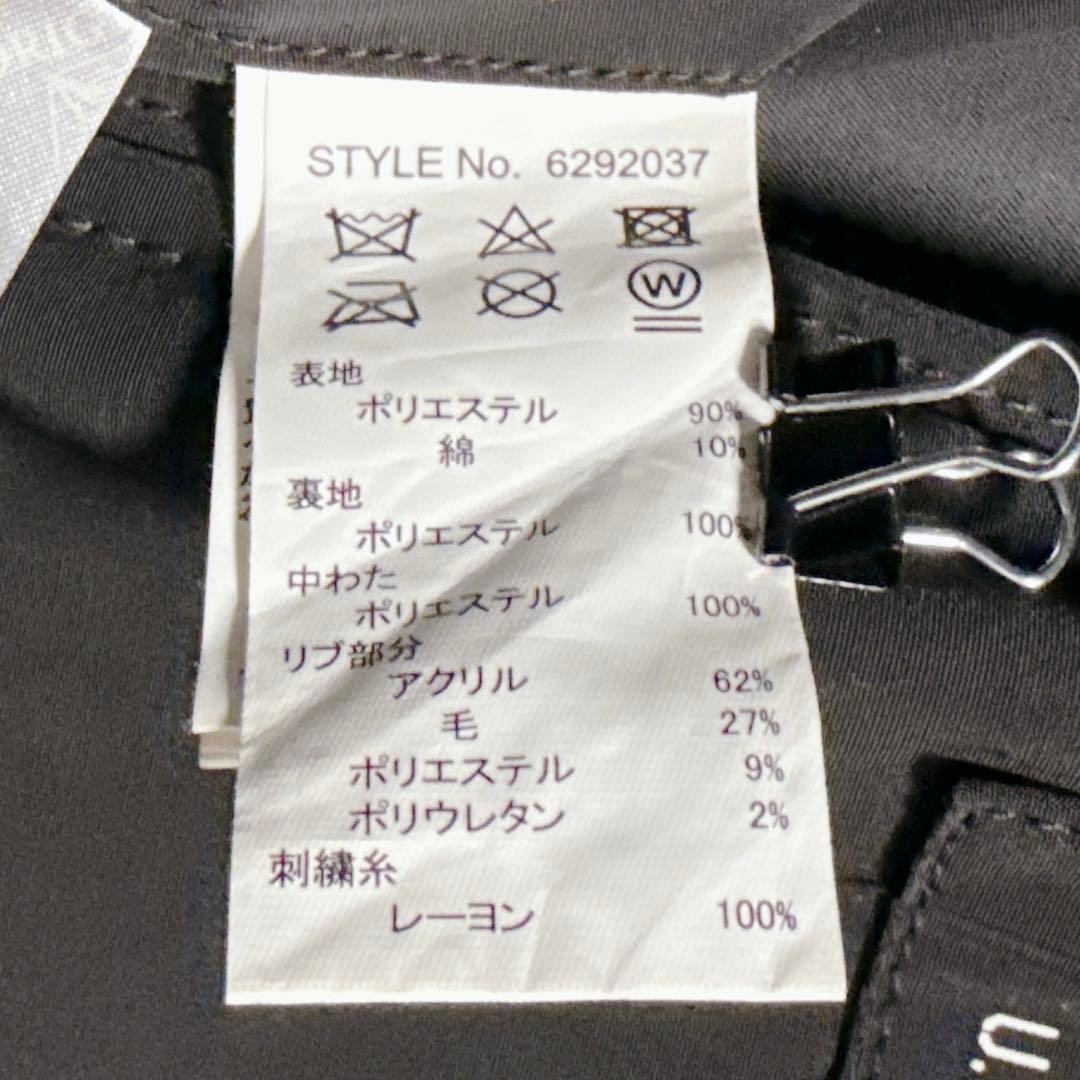 STYLE No. 6292037
W
表地
ポリエステル 90%
綿 10%
裏地
ポリエステル 100%
中わた
ポリエステル 100%
リブ部分
アクリル 62%
毛 27%
ポリエステル 9%
ポリウレタン 2%
刺繍糸
レーヨン 100%
U.